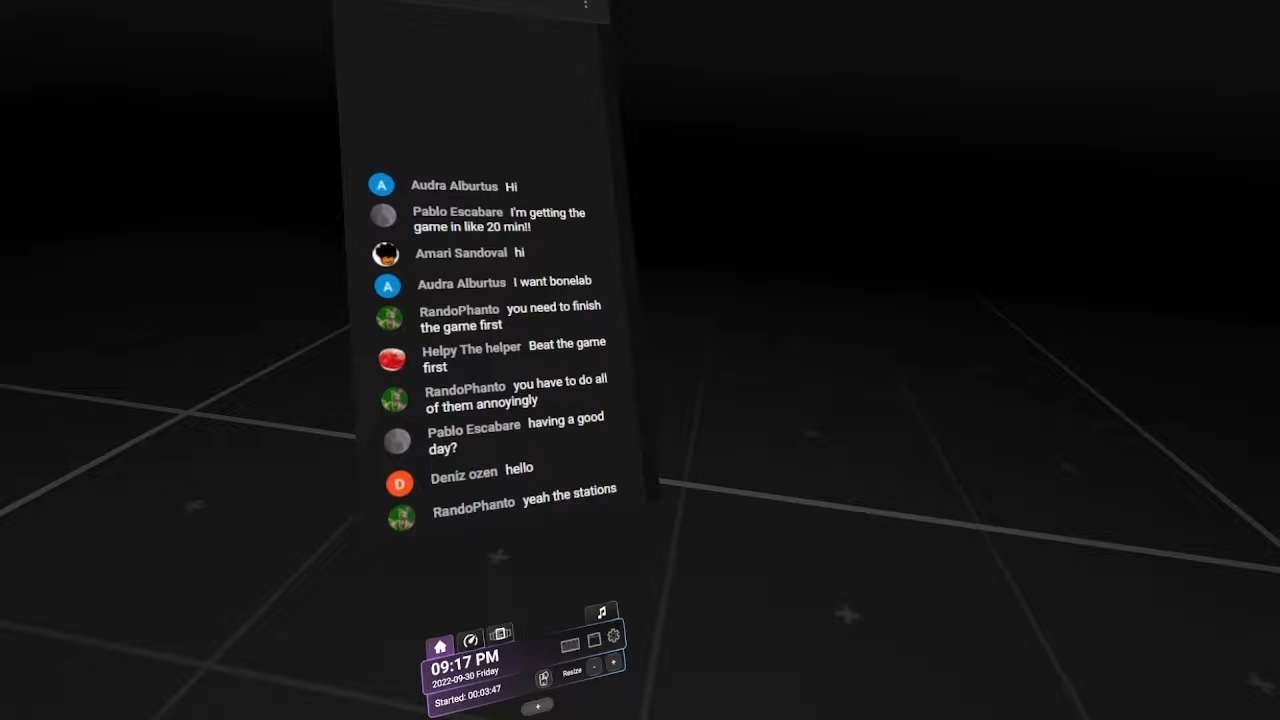 A Audra Alburtus Hi
Pablo Escabare I'm getting the
game in like 20 min!!
Amari Sandoval hi
A Audra Alburtus I want bonelab
RandoPhanto you need to finish
the game first
Helpy The helper Beat the game
first
RandoPhanto you have to do all
of them annoyingly
Pablo Escabare having a good
day?
D Deniz ozen hello
RandoPhanto yeah the stations
09:17 PM
2022-09-30 Friday
Started: 00:03:47
Resize - +
+